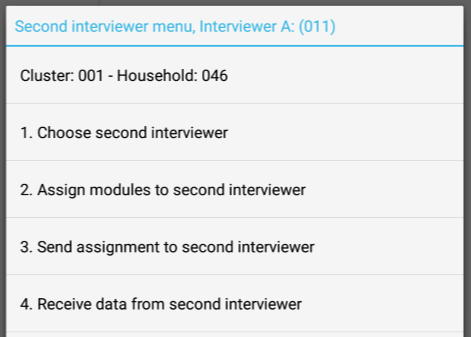 Second interviewer menu, Interviewer A: (011)
Cluster: 001 - Household: 046
1. Choose second interviewer
2. Assign modules to second interviewer
3. Send assignment to second interviewer
4. Receive data from second interviewer